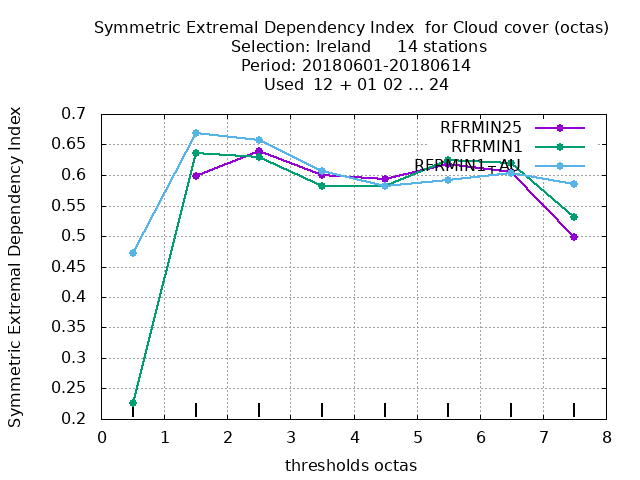 Symmetric Extremal Dependency Index  for Cloud cover (octas)
Selection: Ireland     14 stations
Period: 20180601-20180614
Used  12 + 01 02 ... 24
Symmetric Extremal Dependency Index
0.7
0.65
0.6
0.55
0.5
0.45
0.4
0.35
0.3
0.25
0.2
RFRMIN25
RFRMIN1
RFRMIN1+AU
0 1 2 3 4 5 6 7 8
thresholds octas